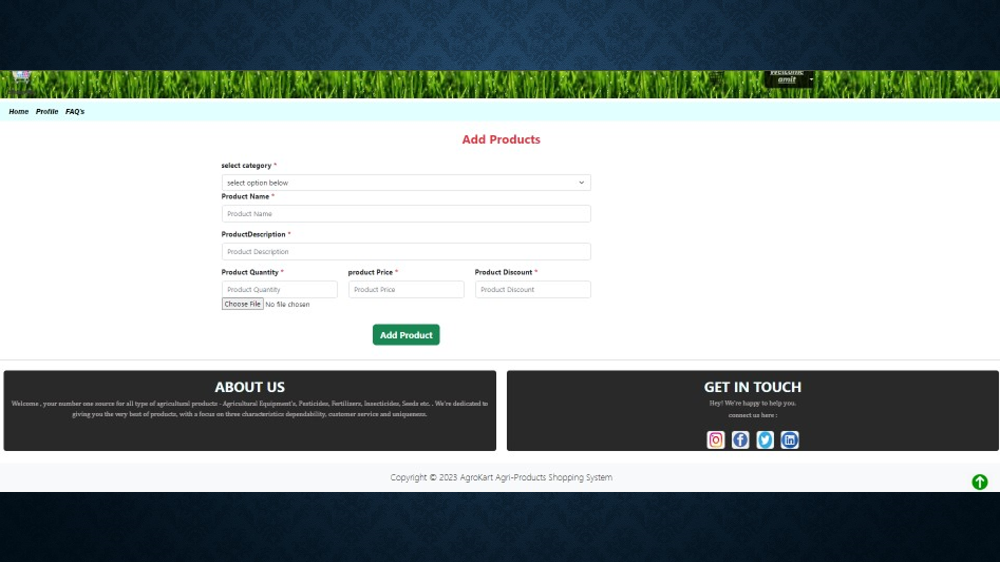 Welcome
amit
Home Profile FAQ's
Add Products
select category *
select option below
Product Name *
Product Name
ProductDescription *
Product Description
Product Quantity * product Price * Product Discount *
Product Quantity Product Price Product Discount
Choose File No file chosen
Add Product
ABOUT US
Welcome , your number one source for all type of agricultural products - Agricultural Equipment's, Pesticides, Fertilizers, Insecticides, Seeds etc. . We're dedicated to
giving you the very best of products, with a focus on three characteristics dependability, customer service and uniqueness.
GET IN TOUCH
Hey! We're happy to help you.
connect us here :
Copyright © 2023 AgroKart Agri-Products Shopping System